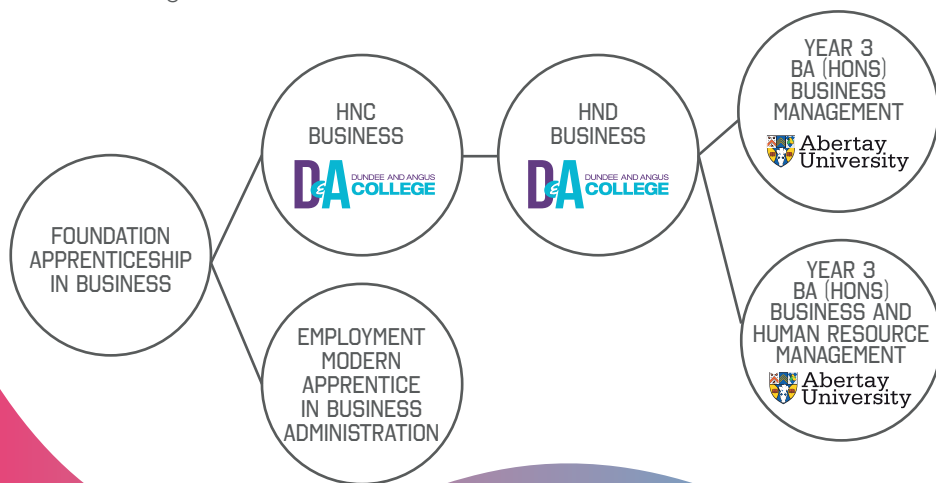 FOUNDATION
APPRENTICESHIP
IN BUSINESS
HNC
BUSINESS
D&A DUNDEE AND ANGUS
COLLEGE
EMPLOYMENT
MODERN
APPRENTICE
IN BUSINESS
ADMINISTRATION
HND
BUSINESS
D&A DUNDEE AND ANGUS
COLLEGE
YEAR 3
BA (HONS)
BUSINESS
MANAGEMENT
Abertay
University
YEAR 3
BA (HONS)
BUSINESS AND
HUMAN RESOURCE
MANAGEMENT
Abertay
University